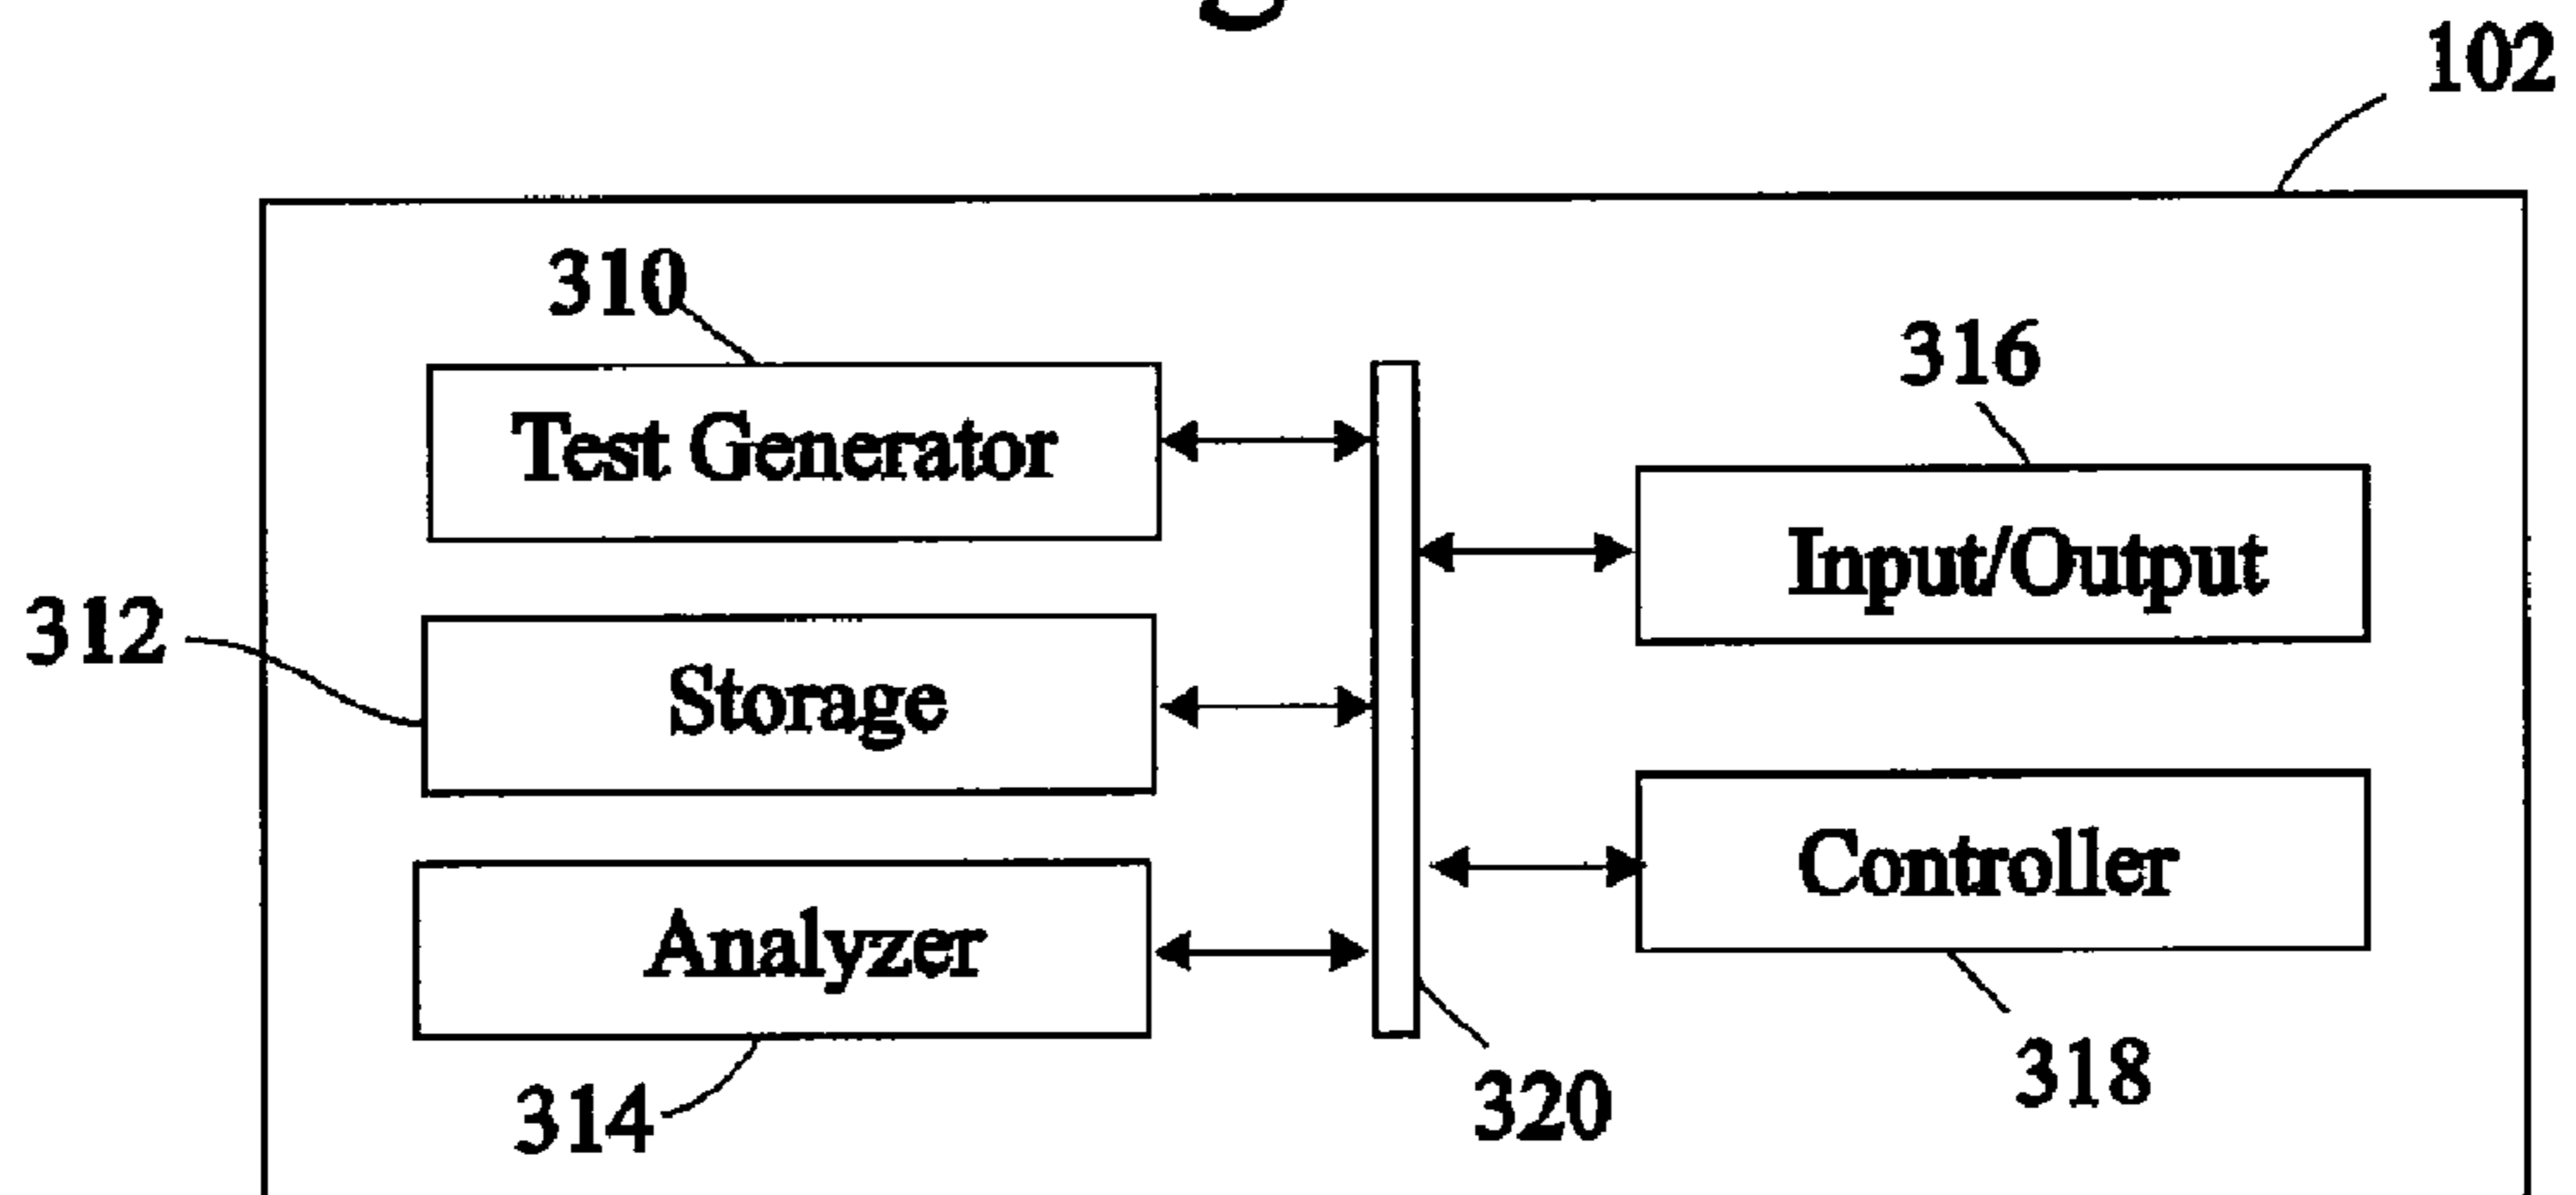 102
310
316
Test Generator
Input/Output
312
Storage
Controller
Analyzer
318
320
314